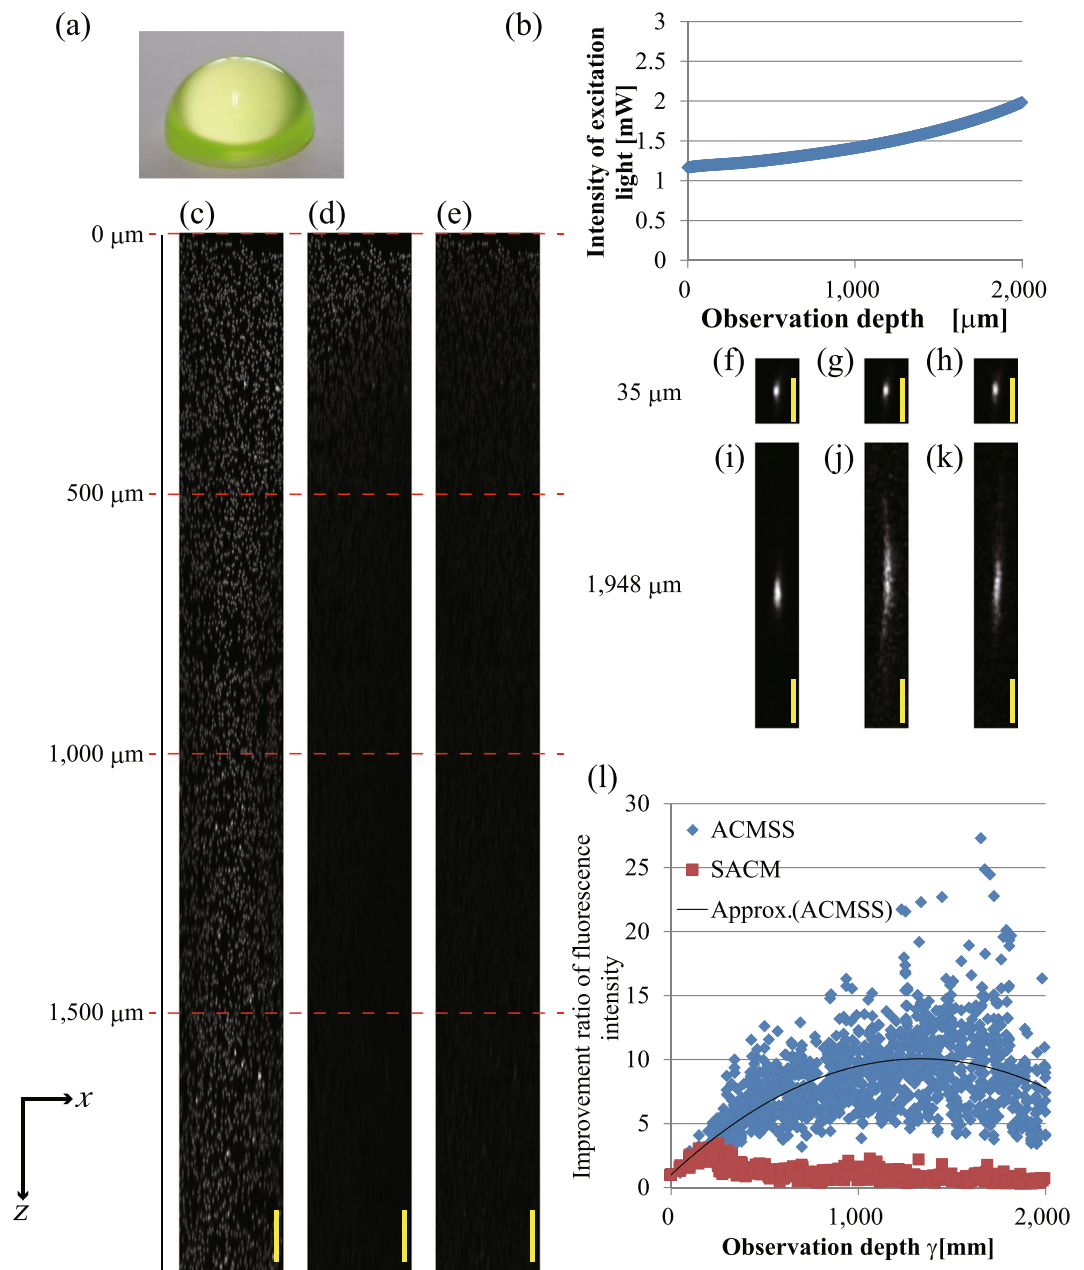 (a)
(b)
3
2.5
2
1.5
1
0.5
0
Intensity of excitation
light [mW]
0
1,000
2,000
Observation depth [μm]
(c)
(d)
(e)
0 μm
500 μm
1,000 μm
1,500 μm
x
z
(f)
(g)
(h)
35 μm
(i)
(j)
(k)
1,948 μm
(l)
30
25
20
15
10
5
0
ACMSS
SACM
Approx.(ACMSS)
Improvement ratio of fluorescence
intensity
0
1,000
2,000
Observation depth γ[mm]